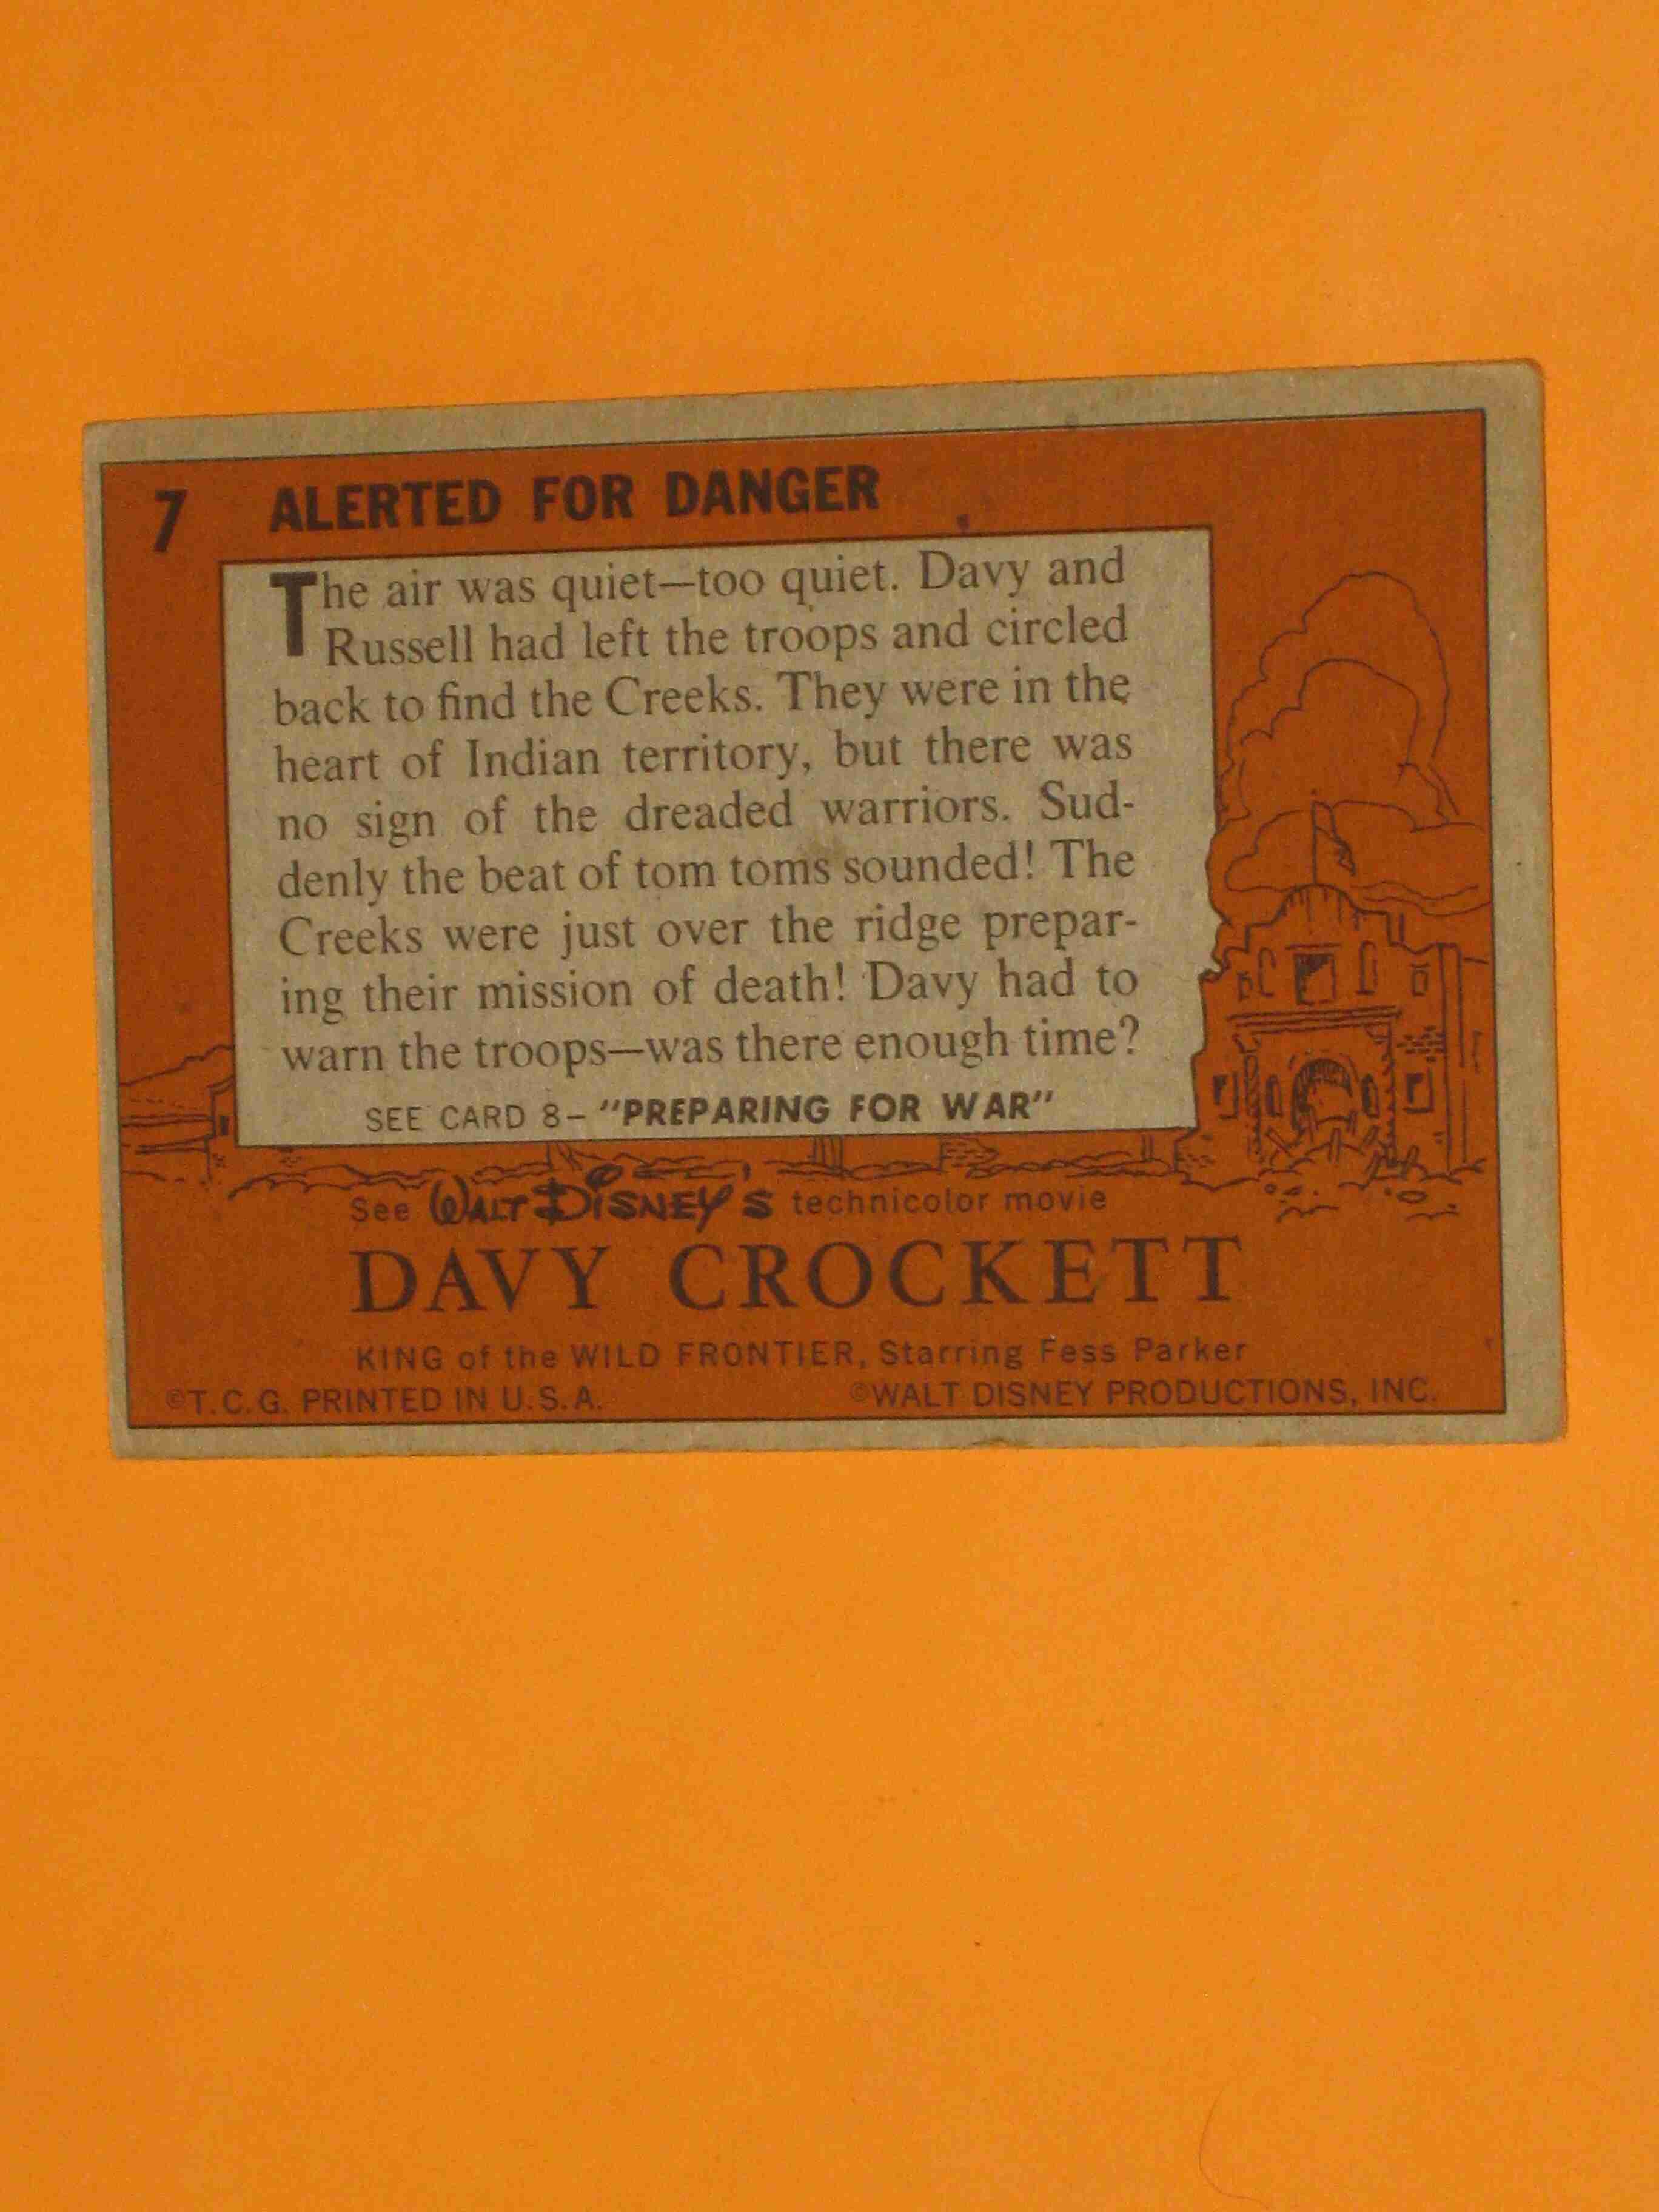 7 ALERTED FOR DANGER
The air was quiet—too quiet. Davy and
Russell had left the troops and circled
back to find the Creeks. They were in the
heart of Indian territory, but there was
no sign of the dreaded warriors. Sud-
denly the beat of tom toms sounded! The
Creeks were just over the ridge prepar-
ing their mission of death! Davy had to
warn the troops—was there enough time?
SEE CARD 8– "PREPARING FOR WAR"
See WALT DISNEY'S technicolor movie
DAVY CROCKETT
KING of the WILD FRONTIER, Starring Fess Parker
©T.C.G. PRINTED IN U.S.A. ©WALT DISNEY PRODUCTIONS, INC.